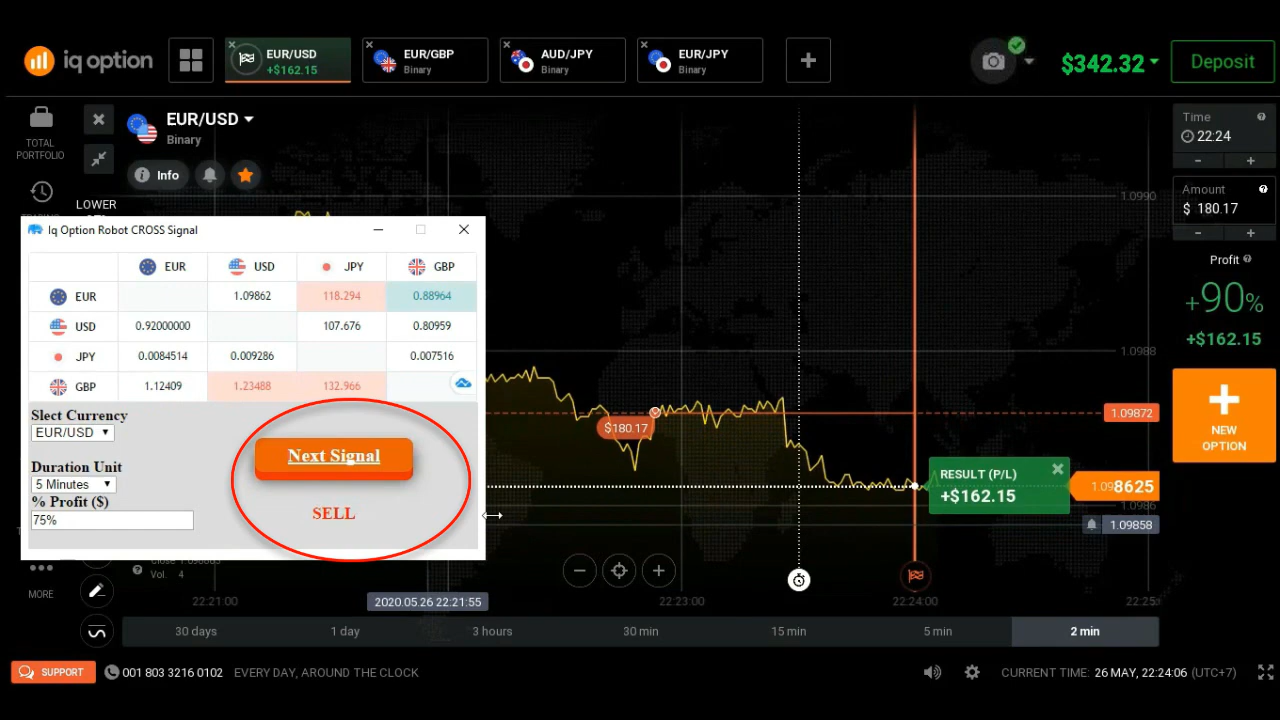 iq option
EUR/USD
+$162.15
EUR/GBP
Binary
AUD/JPY
Binary
EUR/JPY
Binary
$342.32
Deposit
TOTAL
PORTFOLIO
EUR/USD
Binary
Info
LOWER
Time
22:24
- +
Amount
$ 180.17
- +
Profit
+90%
+$162.15
NEW
OPTION
Iq Option Robot CROSS Signal
EUR USD JPY GBP
EUR 1.09862 118.294 0.88964
USD 0.92000000 107.676 0.80959
JPY 0.0084514 0.009286 0.007516
GBP 1.12409 1.23488 132.966
Slect Currency
EUR/USD
Duration Unit
5 Minutes
% Profit ($)
75%
Next Signal
SELL
1.0990
1.0988
1.09872
$180.17
RESULT (P/L)
+$162.15
1.098625
1.0986
1.09858
Vol. 4
MORE
22:21:00
2020.05.26 22:21:55
22:23:00
22:24:00
22:25
30 days
1 day
3 hours
30 min
15 min
5 min
2 min
SUPPORT
001 803 3216 0102
EVERY DAY, AROUND THE CLOCK
CURRENT TIME: 26 MAY, 22:24:06 (UTC+7)